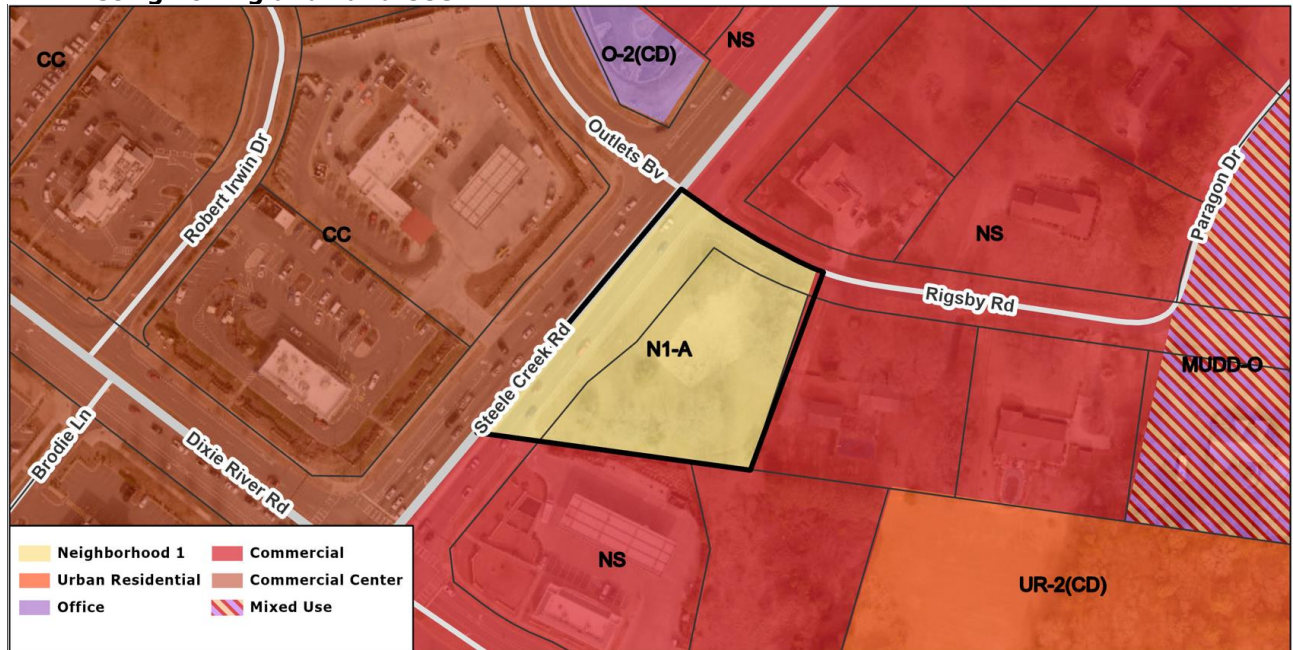 CC
O-2(CD)
NS
Outlets Bv
Robert Irwin Dr
Paragon Dr
CC
NS
Rigsby Rd
N1-A
MUDD-O
Steele Creek Rd
Brodie Ln
Dixie River Rd
NS
UR-2(CD)
Neighborhood 1
Commercial
Urban Residential
Commercial Center
Office
Mixed Use